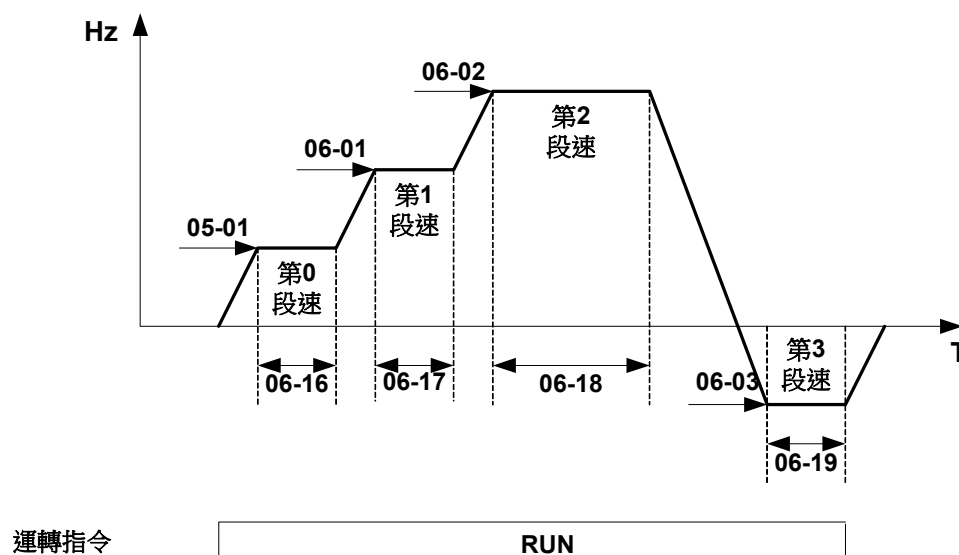 Hz
06-02
第2
段速
06-01
第1
段速
05-01
第0
段速
T
第3
段速
06-16
06-17
06-18
06-03
06-19
運轉指令
RUN